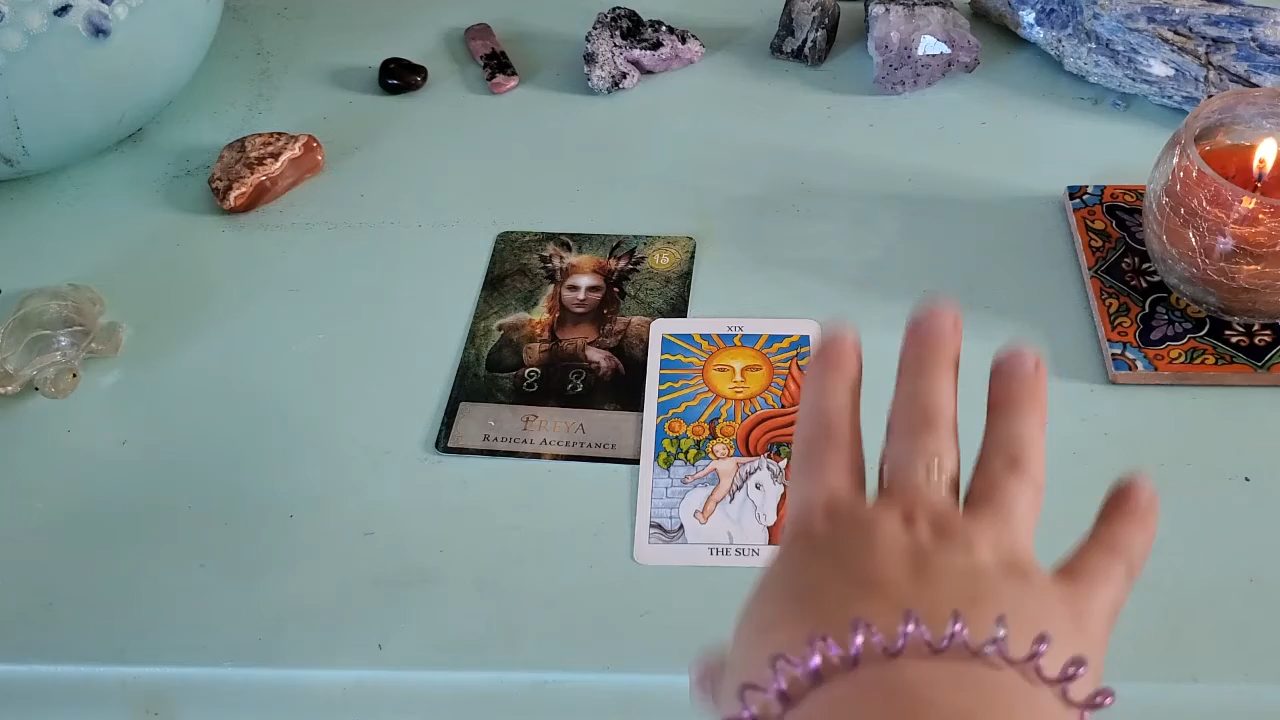 15
FREYA
RADICAL ACCEPTANCE
XIX
THE SUN